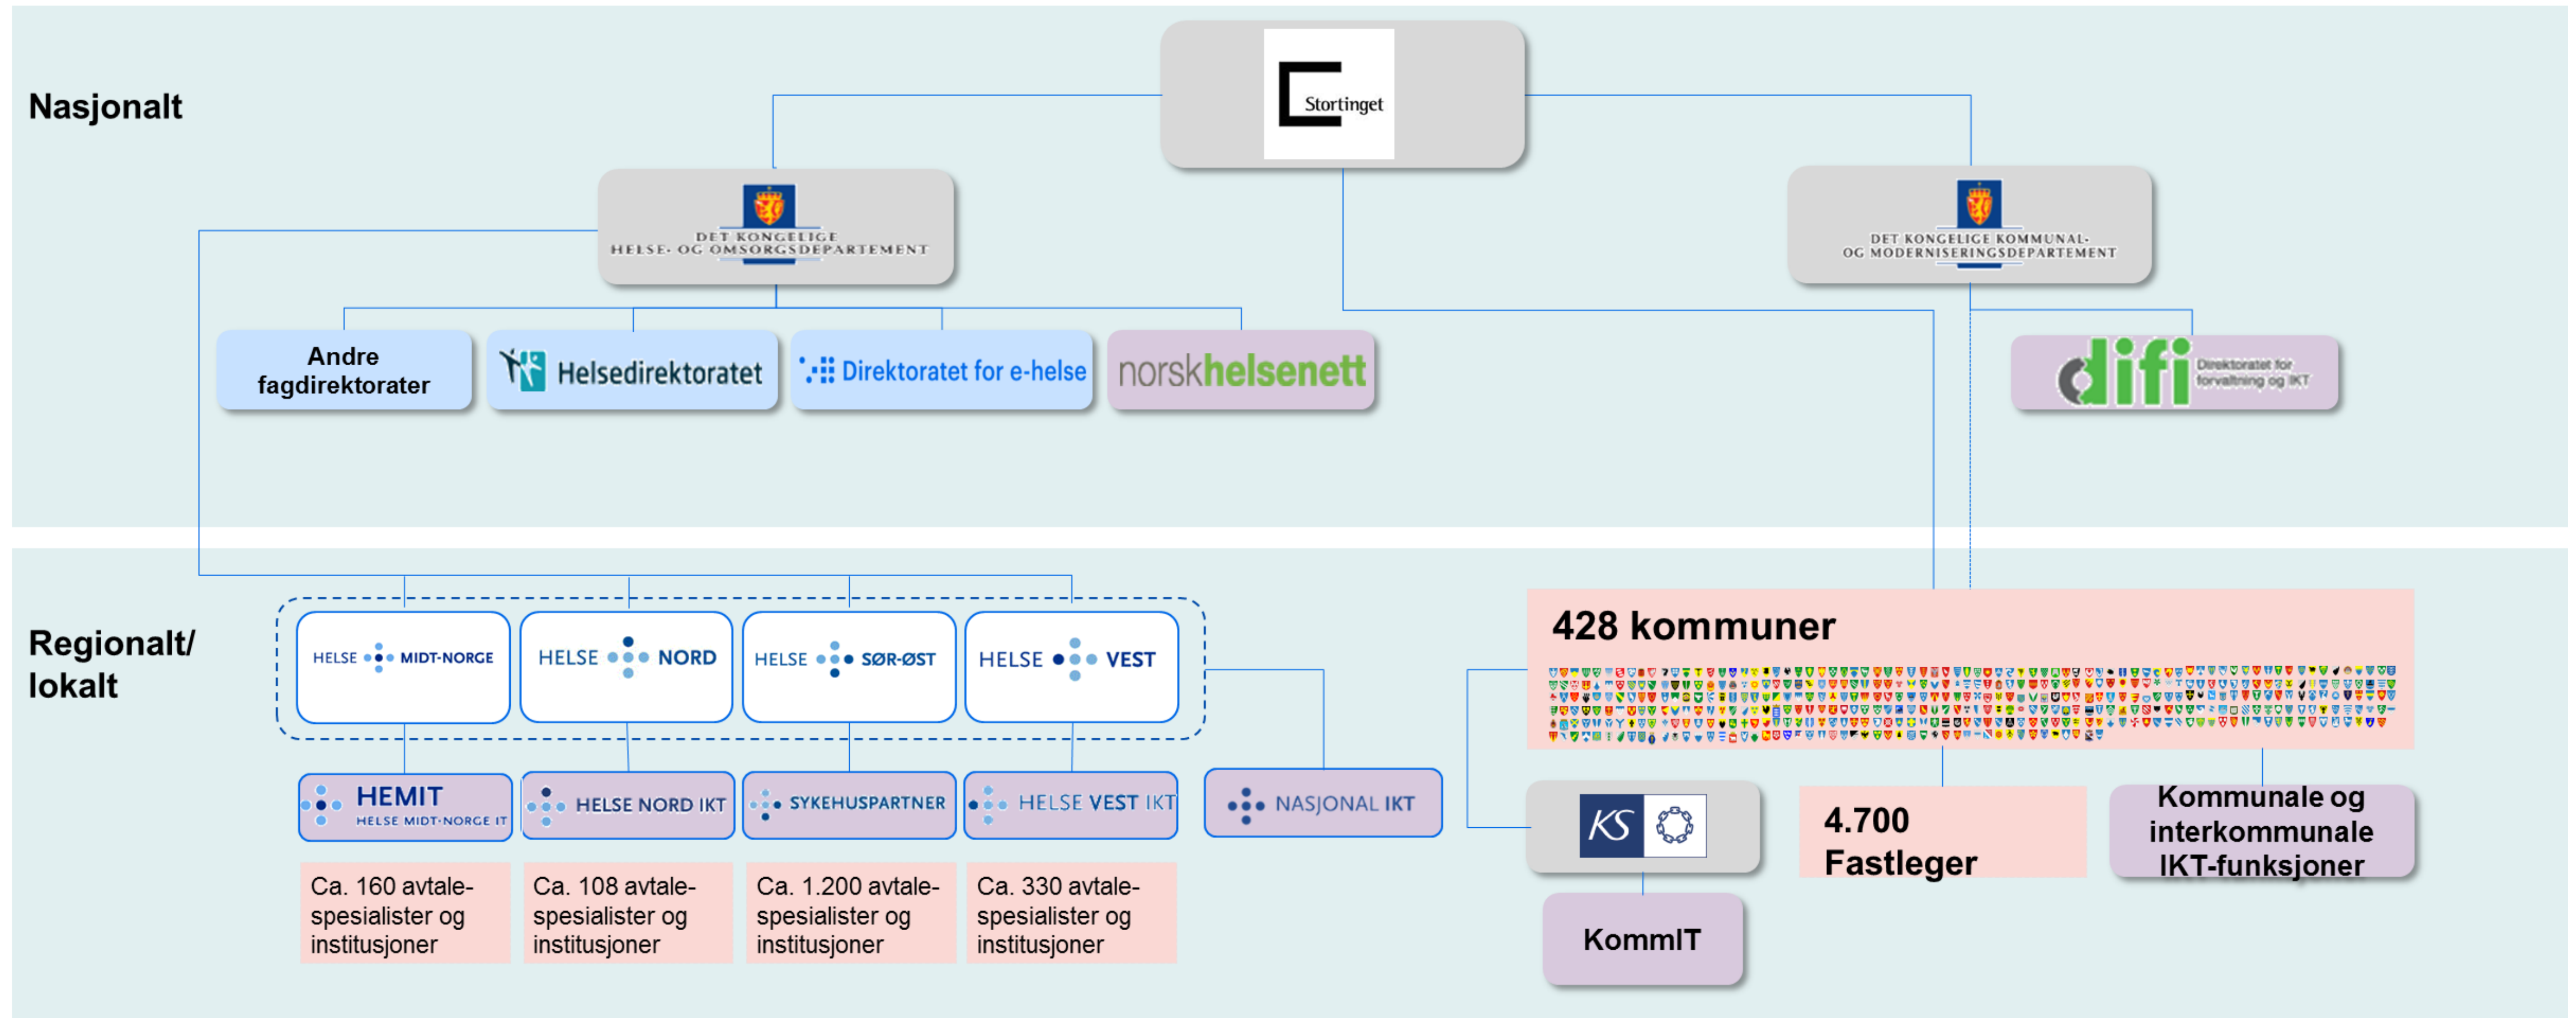 Nasjonalt
Stortinget
DET KONGELIGE
HELSE- OG OMSORGSDEPARTEMENT
DET KONGELIGE KOMMUNAL-
OG MODERNISERINGSDEPARTEMENT
Andre
fagdirektorater
Helsedirektoratet
Direktoratet for e-helse
norskhelsenett
difi
Direktoratet for
forvaltning og IKT
Regionalt/
lokalt
HELSE MIDT-NORGE
HELSE NORD
HELSE SØR-ØST
HELSE VEST
HEMIT
HELSE MIDT-NORGE IT
HELSE NORD IKT
SYKEHUSPARTNER
HELSE VEST IKT
NASJONAL IKT
Ca. 160 avtale-
spesialister og
institusjoner
Ca. 108 avtale-
spesialister og
institusjoner
Ca. 1.200 avtale-
spesialister og
institusjoner
Ca. 330 avtale-
spesialister og
institusjoner
428 kommuner
KS
KommIT
4.700
Fastleger
Kommunale og
interkommunale
IKT-funksjoner